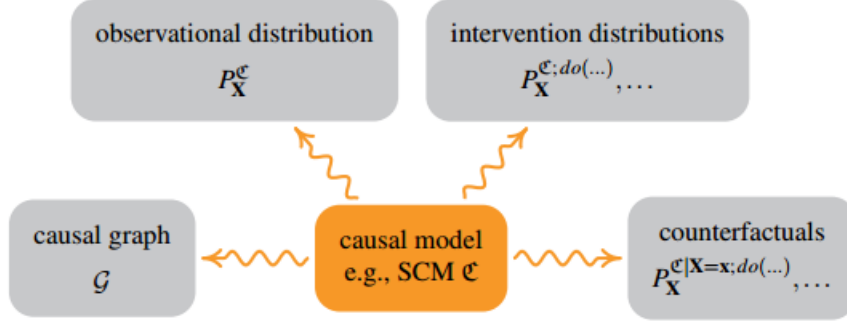 observational distribution
P_𝐗^ℭ
intervention distributions
P_𝐗^{ℭ;do(...)}, ...
causal graph
𝒢
causal model
e.g., SCM ℭ
counterfactuals
P_𝐗^{ℭ|𝐗=𝐱;do(...)}, ...